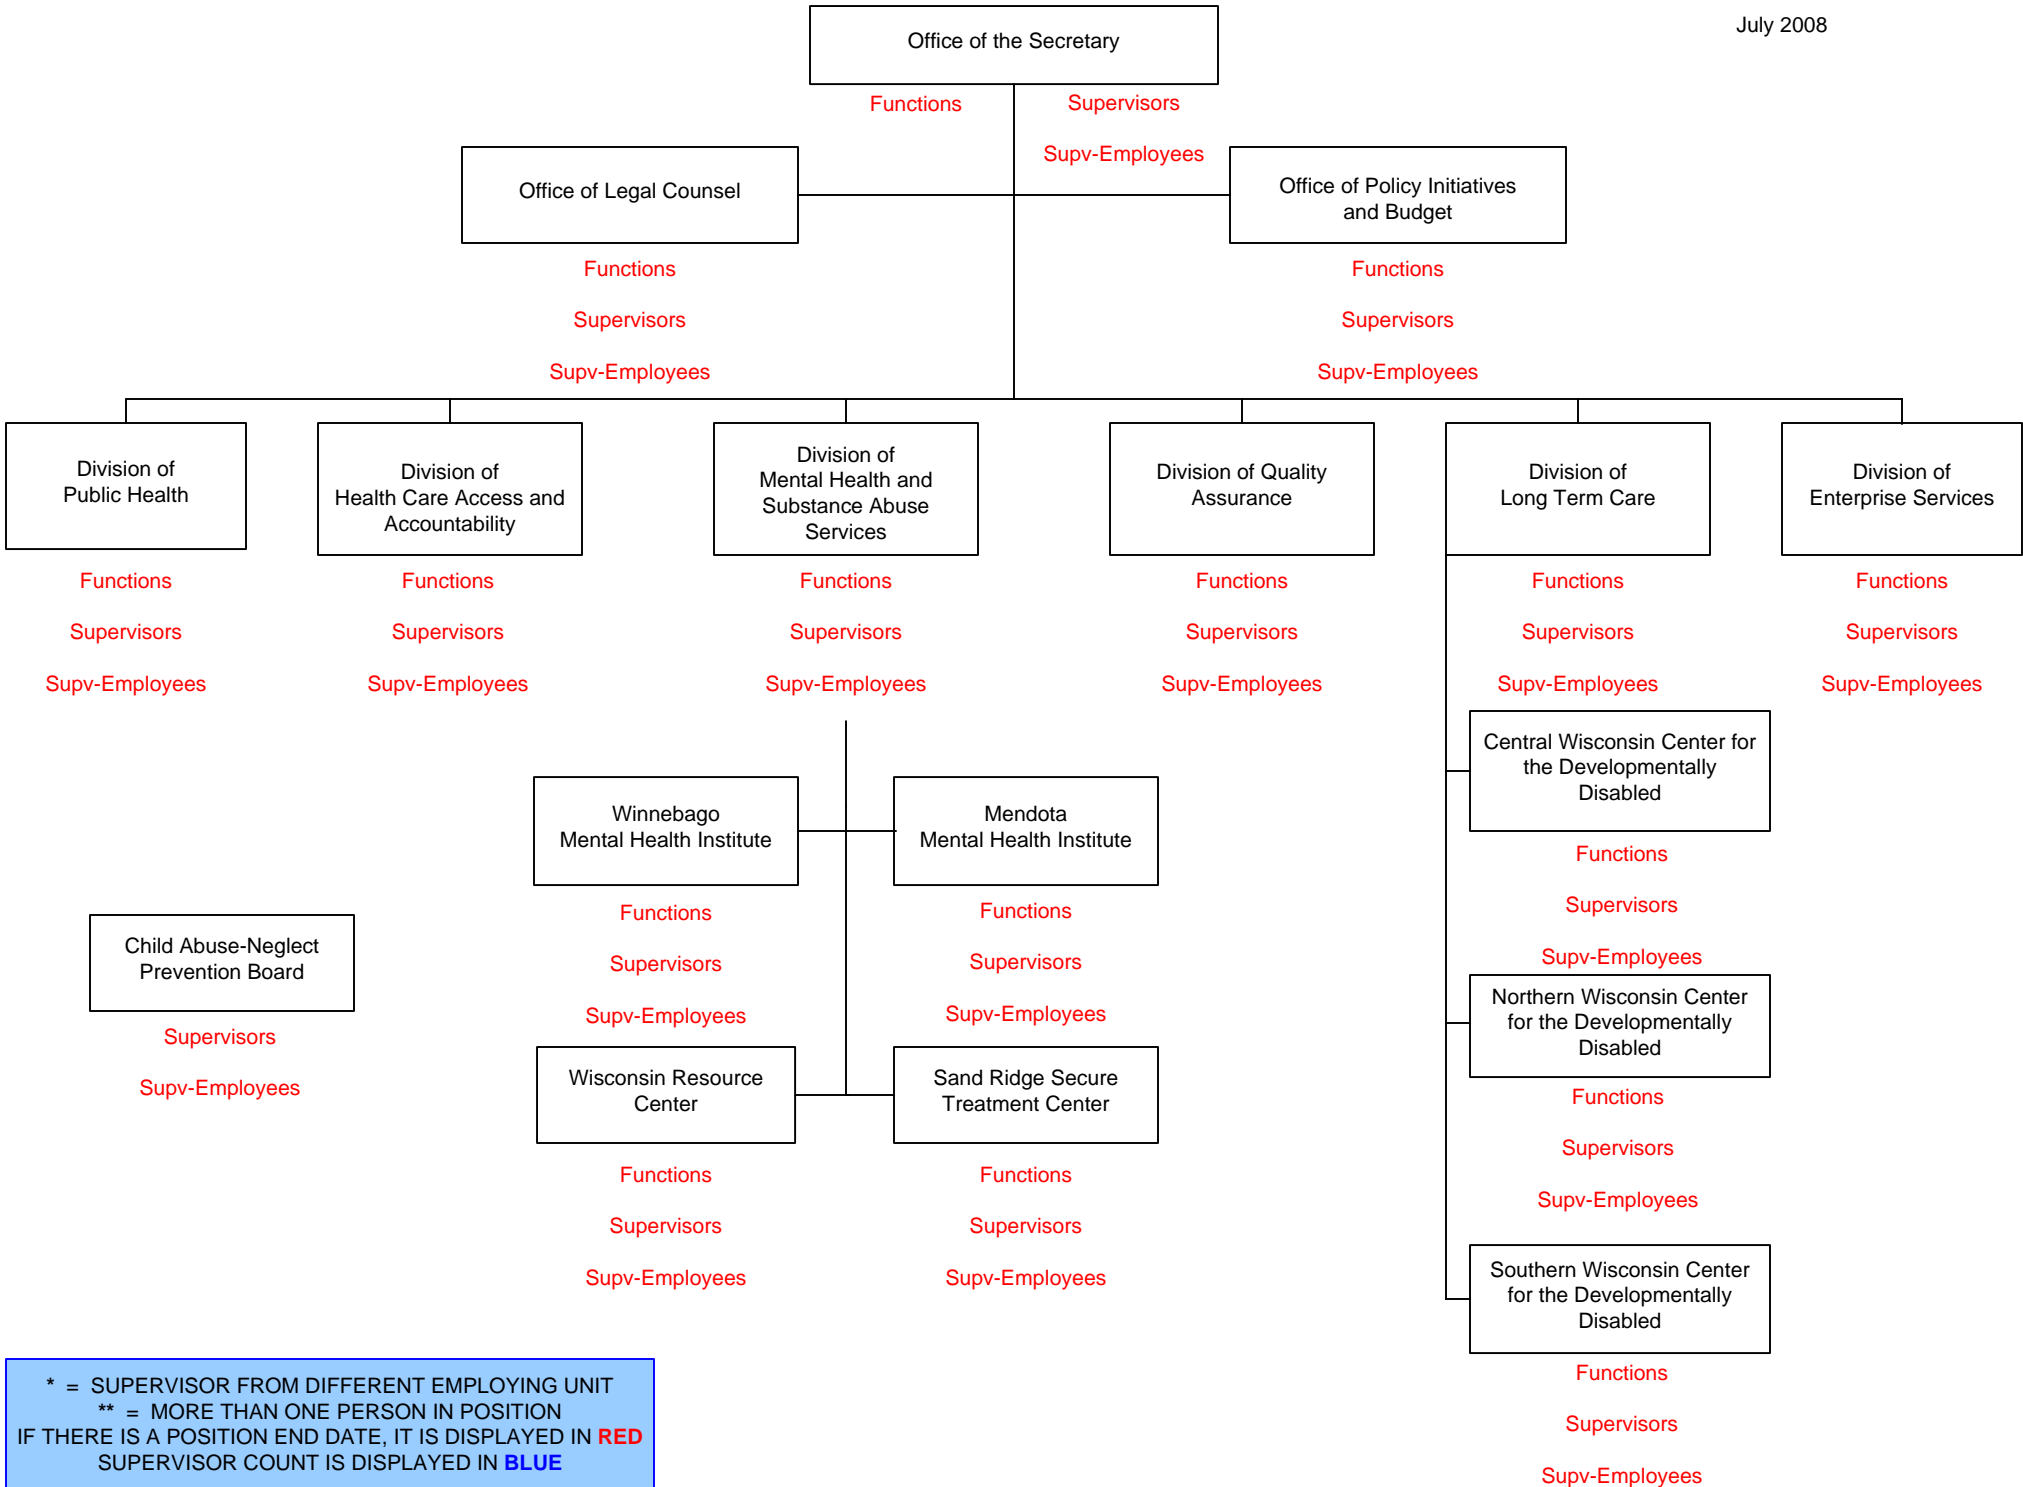 July 2008
Office of the Secretary
Functions
Supervisors
Supv-Employees
Office of Legal Counsel
Functions
Supervisors
Supv-Employees
Office of Policy Initiatives
and Budget
Functions
Supervisors
Supv-Employees
Division of
Public Health
Functions
Supervisors
Supv-Employees
Division of
Health Care Access and
Accountability
Functions
Supervisors
Supv-Employees
Division of
Mental Health and
Substance Abuse
Services
Functions
Supervisors
Supv-Employees
Division of Quality
Assurance
Functions
Supervisors
Supv-Employees
Division of
Long Term Care
Functions
Supervisors
Supv-Employees
Division of
Enterprise Services
Functions
Supervisors
Supv-Employees
Winnebago
Mental Health Institute
Functions
Supervisors
Supv-Employees
Mendota
Mental Health Institute
Functions
Supervisors
Supv-Employees
Central Wisconsin Center for
the Developmentally
Disabled
Functions
Supervisors
Supv-Employees
Child Abuse-Neglect
Prevention Board
Supervisors
Supv-Employees
Wisconsin Resource
Center
Functions
Supervisors
Supv-Employees
Sand Ridge Secure
Treatment Center
Functions
Supervisors
Supv-Employees
Northern Wisconsin Center
for the Developmentally
Disabled
Functions
Supervisors
Supv-Employees
Southern Wisconsin Center
for the Developmentally
Disabled
Functions
Supervisors
Supv-Employees
* = SUPERVISOR FROM DIFFERENT EMPLOYING UNIT
** = MORE THAN ONE PERSON IN POSITION
IF THERE IS A POSITION END DATE, IT IS DISPLAYED IN RED
SUPERVISOR COUNT IS DISPLAYED IN BLUE